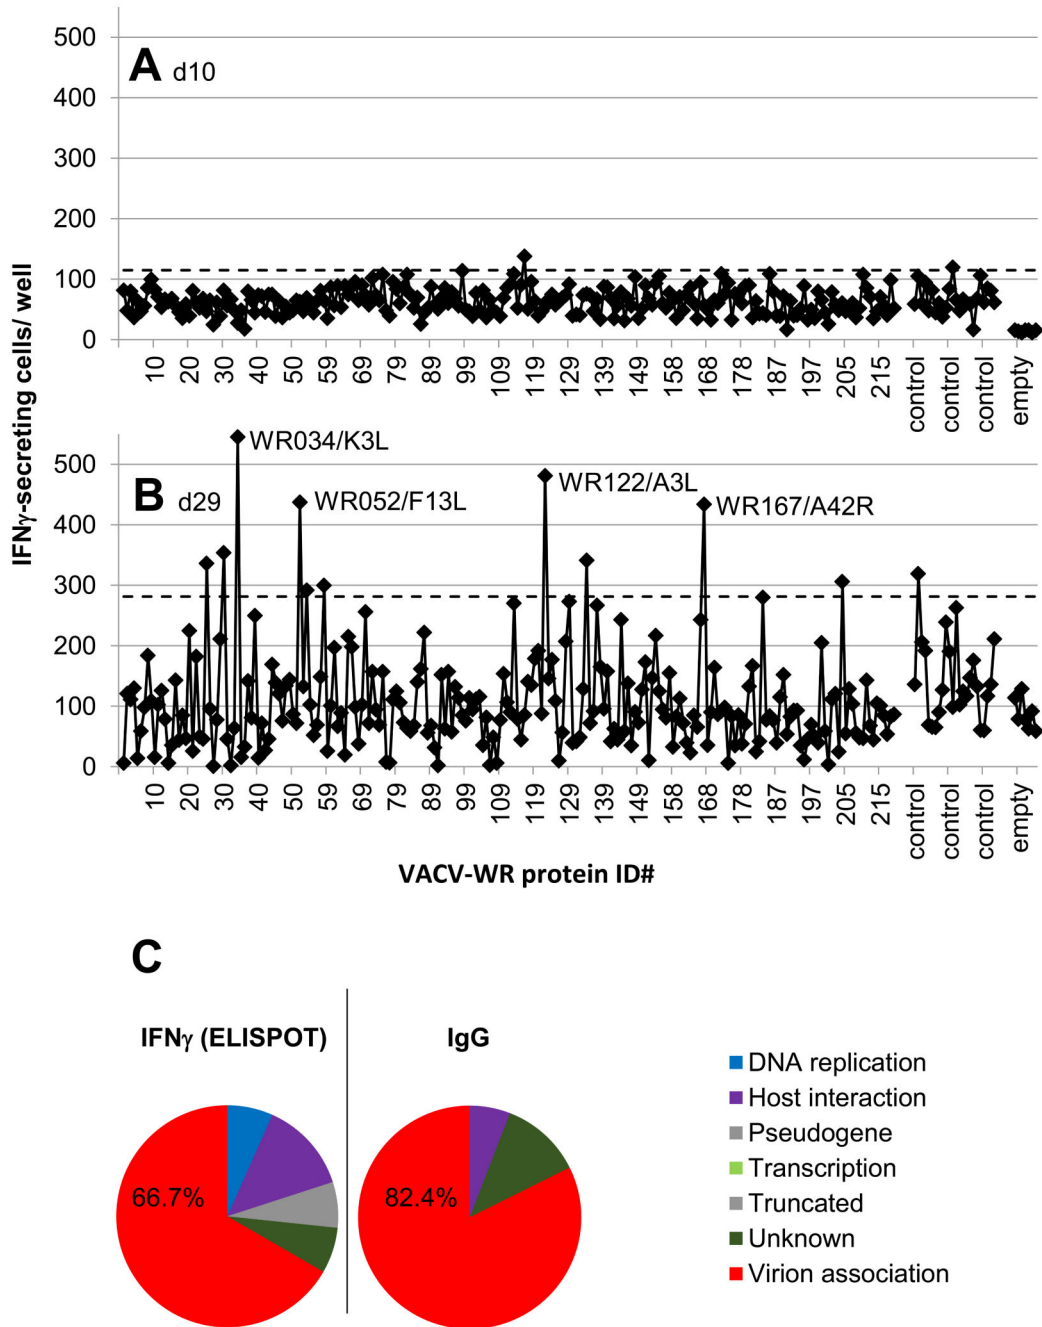 500
A d10
400
300
200
100
0
10 20 30 40 50 59 69 79 89 99 109 119 129 139 149 158 168 178 187 197 205 215 control control control empty
IFNγ-secreting cells/ well
WR034/K3L
500
B d29
WR052/F13L
WR122/A3L
WR167/A42R
400
300
200
100
0
10 20 30 40 50 59 69 79 89 99 109 119 129 139 149 158 168 178 187 197 205 215 control control control empty
VACV-WR protein ID#
C
IFNγ (ELISPOT)
IgG
66.7%
82.4%
DNA replication
Host interaction
Pseudogene
Transcription
Truncated
Unknown
Virion association